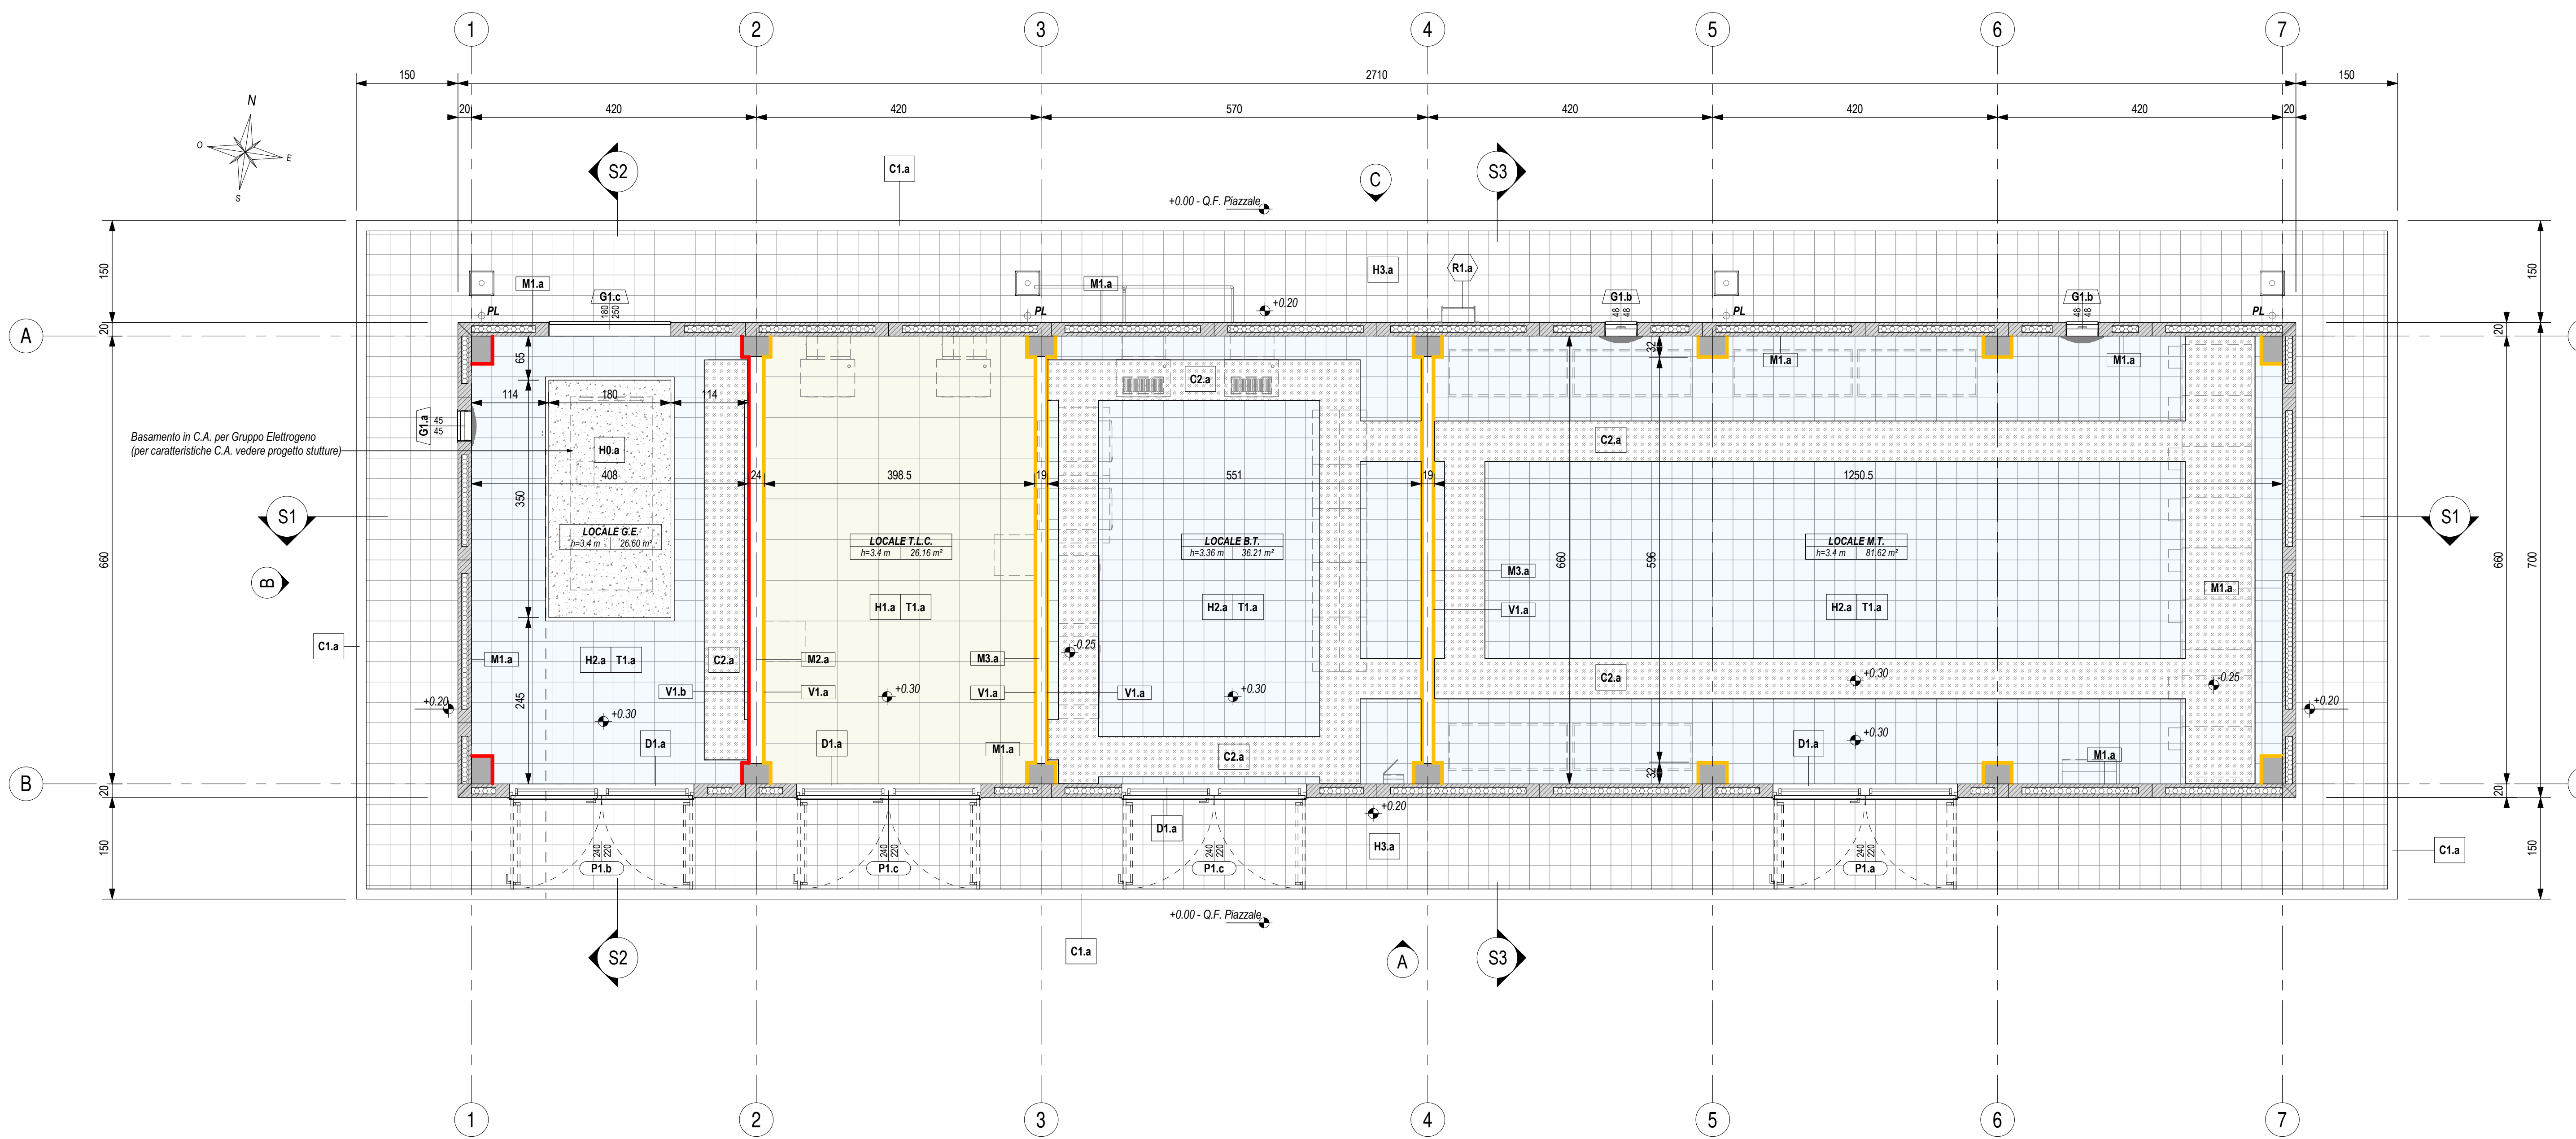 1 2 3 4 5 6 7
150 2710 150
20 420 420 570 420 420 420 20
N
O E
S
S2 C1.a C S3
+0.00 - Q.F. Piazzale
150 150
H3.a R1.a
M1.a G1.c M1.a G1.b G1.b
180 250 48 48 48 48
PL PL +0.20 PL PL
A 20 20
65 32 M1.a M1.a
C2.a
114 180 114
G1.a 45 45
Basamento in C.A. per Gruppo Elettrogeno
(per caratteristiche C.A. vedere progetto stutture)
H0.a C2.a
408 24 398.5 19 551 19 1250.5
350
S1 S1
LOCALE G.E. LOCALE T.L.C. LOCALE B.T. LOCALE M.T.
h=3.4 m 26.60 m² h=3.4 m 26.16 m² h=3.36 m 36.21 m² h=3.4 m 81.62 m²
660 660 596 660 700
B M3.a
M1.a
H1.a T1.a H2.a T1.a V1.a H2.a T1.a
C1.a -0.25
M1.a H2.a T1.a C2.a M2.a M3.a C2.a
+0.30 -0.25
V1.b V1.a V1.a V1.a
+0.30 +0.30
245
+0.20 +0.20
+0.30
D1.a D1.a M1.a D1.a +0.30 M1.a
C2.a
32
B 20 20
+0.20
D1.a
H3.a
150 C1.a 150
240 220 240 220 240 220 240 220
P1.b P1.c P1.c P1.a
+0.00 - Q.F. Piazzale
S2 C1.a A S3
1 2 3 4 5 6 7